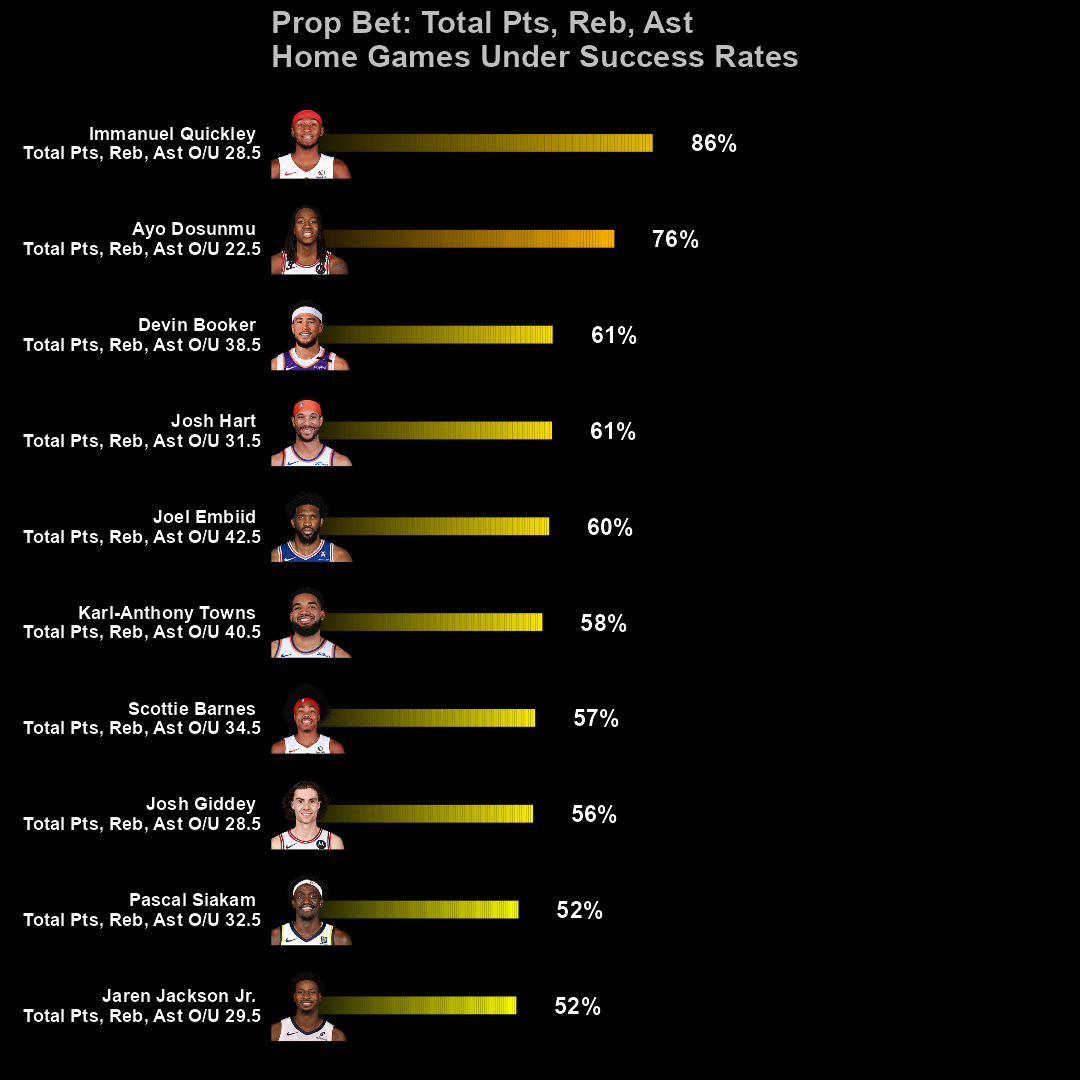 Prop Bet: Total Pts, Reb, Ast
Home Games Under Success Rates
Immanuel Quickley
Total Pts, Reb, Ast O/U 28.5
86%
Ayo Dosunmu
Total Pts, Reb, Ast O/U 22.5
76%
Devin Booker
Total Pts, Reb, Ast O/U 38.5
61%
Josh Hart
Total Pts, Reb, Ast O/U 31.5
61%
Joel Embiid
Total Pts, Reb, Ast O/U 42.5
60%
Karl-Anthony Towns
Total Pts, Reb, Ast O/U 40.5
58%
Scottie Barnes
Total Pts, Reb, Ast O/U 34.5
57%
Josh Giddey
Total Pts, Reb, Ast O/U 28.5
56%
Pascal Siakam
Total Pts, Reb, Ast O/U 32.5
52%
Jaren Jackson Jr.
Total Pts, Reb, Ast O/U 29.5
52%